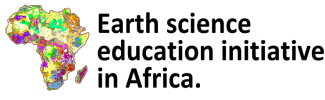 Earth science
education initiative
in Africa.